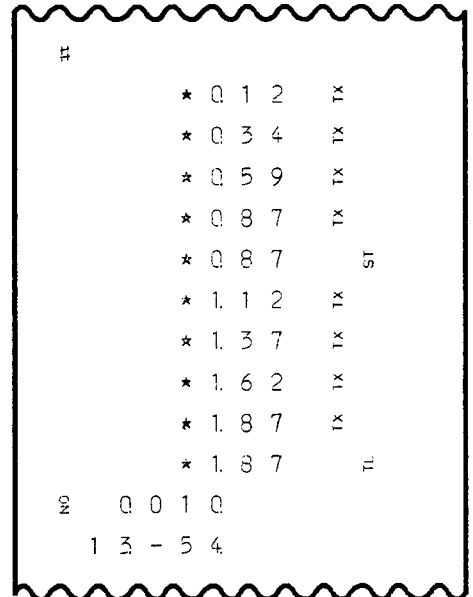 #
* 0.12 TX
* 0.34 TX
* 0.59 TX
* 0.87 TX
* 0.87 ST
* 1.12 TX
* 1.37 TX
* 1.62 TX
* 1.87 TX
* 1.87 TL
NO 0010
13-54